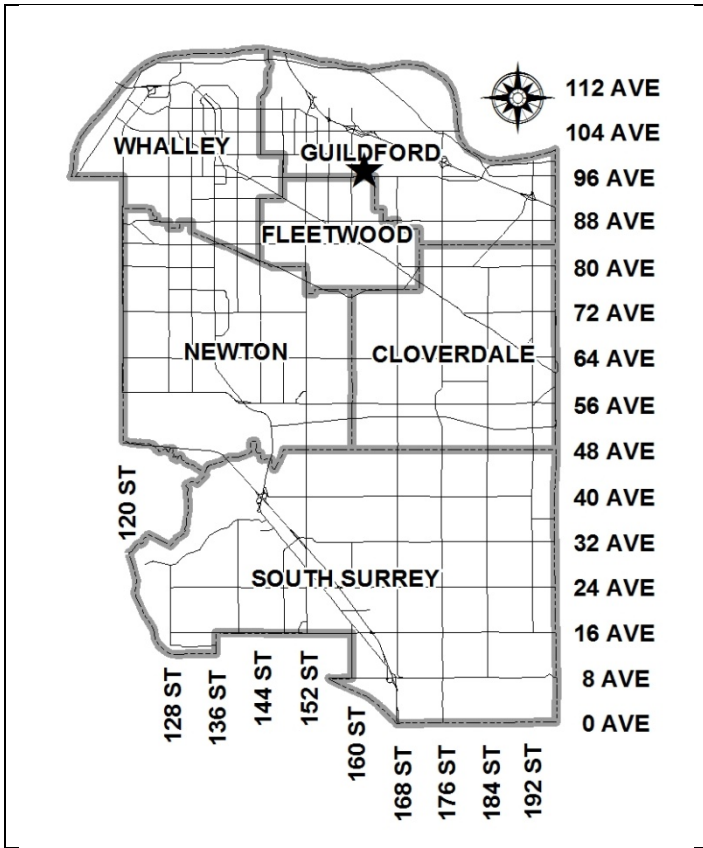 112 AVE
104 AVE
WHALLEY
GUILDFORD
96 AVE
88 AVE
FLEETWOOD
80 AVE
72 AVE
NEWTON
CLOVERDALE
64 AVE
56 AVE
48 AVE
40 AVE
120 ST
32 AVE
SOUTH SURREY
24 AVE
16 AVE
8 AVE
0 AVE
128 ST
136 ST
144 ST
152 ST
160 ST
168 ST
176 ST
184 ST
192 ST